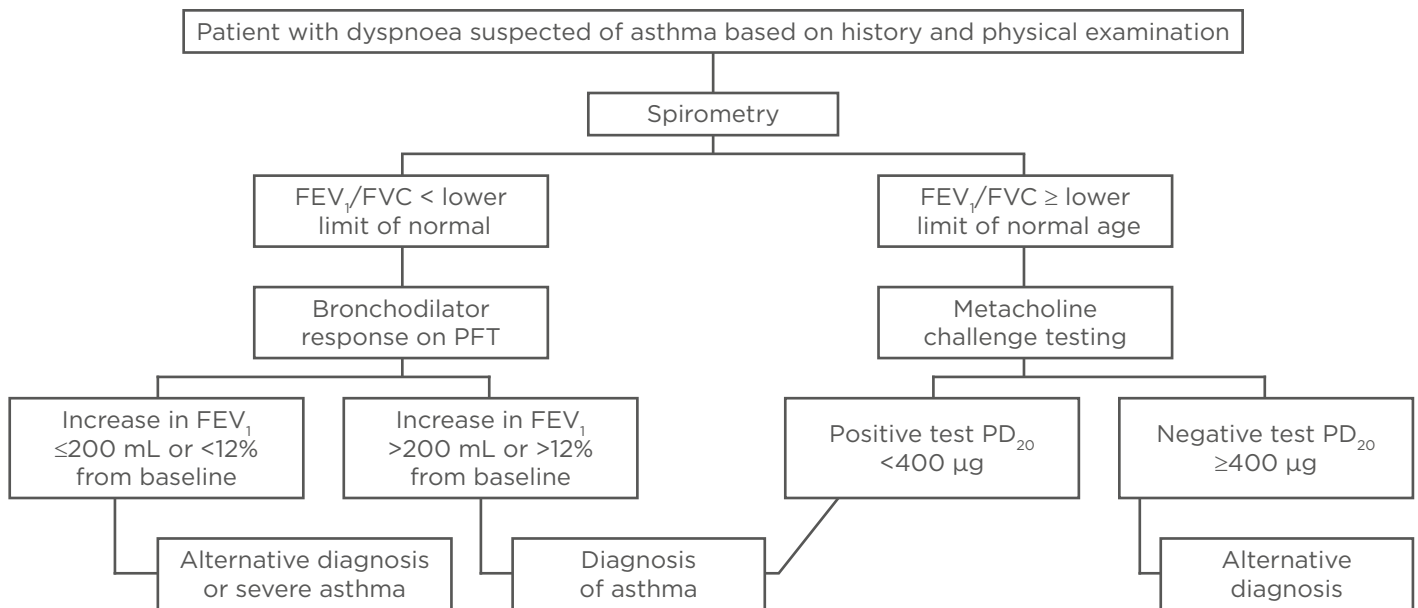 Patient with dyspnoea suspected of asthma based on history and physical examination
Spirometry
FEV₁/FVC < lower
limit of normal
FEV₁/FVC ≥ lower
limit of normal age
Bronchodilator
response on PFT
Metacholine
challenge testing
Increase in FEV₁
≤200 mL or <12%
from baseline
Increase in FEV₁
>200 mL or >12%
from baseline
Positive test PD₂₀
<400 µg
Negative test PD₂₀
≥400 µg
Alternative diagnosis
or severe asthma
Diagnosis
of asthma
Alternative
diagnosis